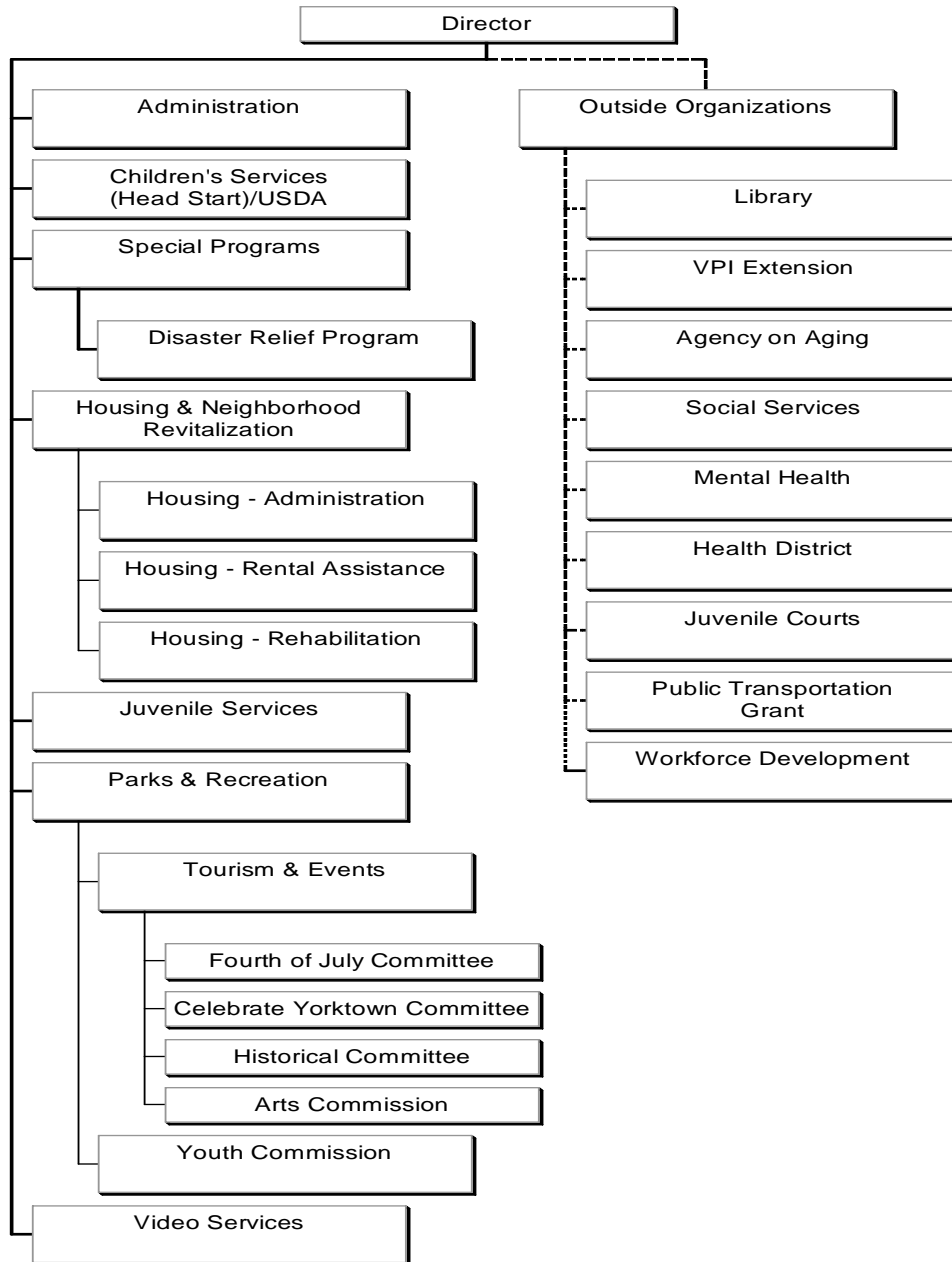 Director
Administration
Children's Services
(Head Start)/USDA
Special Programs
Disaster Relief Program
Housing & Neighborhood
Revitalization
Housing - Administration
Housing - Rental Assistance
Housing - Rehabilitation
Juvenile Services
Parks & Recreation
Tourism & Events
Fourth of July Committee
Celebrate Yorktown Committee
Historical Committee
Arts Commission
Youth Commission
Video Services
Outside Organizations
Library
VPI Extension
Agency on Aging
Social Services
Mental Health
Health District
Juvenile Courts
Public Transportation
Grant
Workforce Development